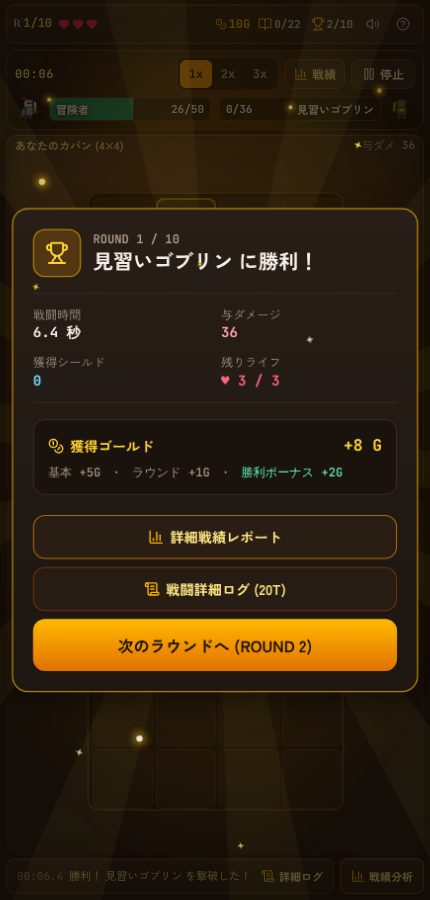 R 1/10 10G 0/22 2/10
00:06 1x 2x 3x 戦績 停止
冒険者 26/50 0/36 見習いゴブリン
あなたのカバン (4×4) 与ダメ 36
ROUND 1 / 10
見習いゴブリン に勝利！
戦闘時間 与ダメージ
6.4 秒 36
獲得シールド 残りライフ
0 ♥ 3 / 3
獲得ゴールド +8 G
基本 +5G ・ ラウンド +1G ・ 勝利ボーナス +2G
詳細戦績レポート
戦闘詳細ログ (20T)
次のラウンドへ (ROUND 2)
00:06.4 勝利！ 見習いゴブリン を撃破した！ 詳細ログ 戦績分析